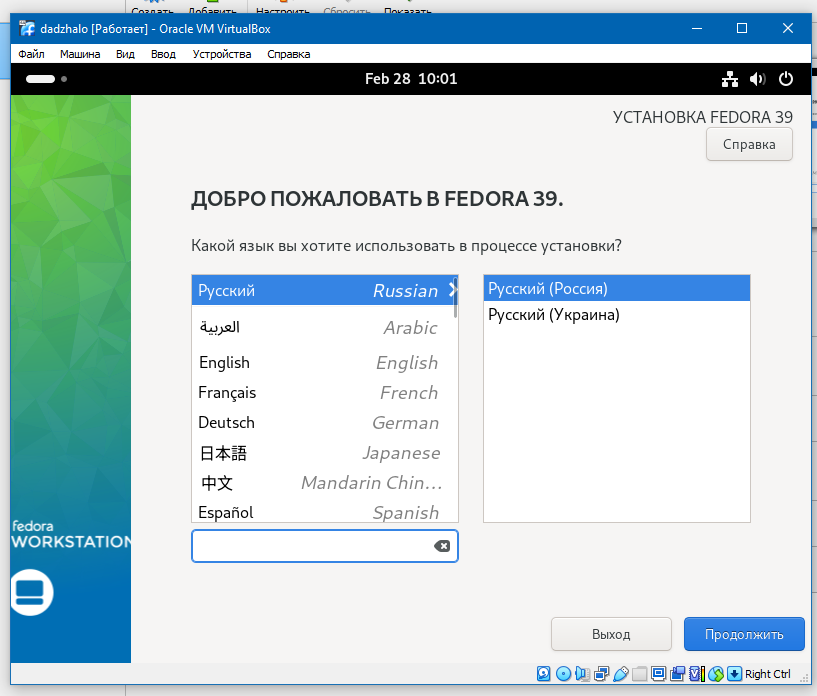 Создать Добавить Настроить Сбросить Показать
dadzhalo [Работает] - Oracle VM VirtualBox
Файл Машина Вид Ввод Устройства Справка
Feb 28 10:01
УСТАНОВКА FEDORA 39
Справка
ДОБРО ПОЖАЛОВАТЬ В FEDORA 39.
Какой язык вы хотите использовать в процессе установки?
Русский Russian
العربية Arabic
English English
Français French
Deutsch German
日本語 Japanese
中文 Mandarin Chin...
Español Spanish
Русский (Россия)
Русский (Украина)
fedora
WORKSTATION
Выход Продолжить
Right Ctrl